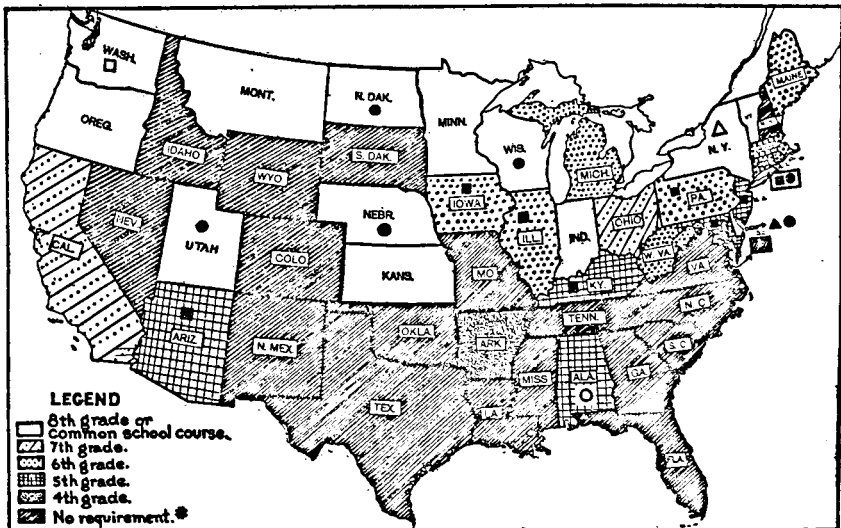 WASH.
MONT.
N. DAK.
MINN.
OREG.
IDAHO
WYO
S. DAK.
WIS.
MICH.
MAINE
N.Y.
NEV.
UTAH
NEBR.
IOWA
ILL.
IND.
OHIO
PA.
CAL.
COLO
KANS.
MO
KY.
W. VA.
VA.
ARIZ.
N. MEX.
OKLA
ARK
TENN.
N. C.
S. C.
TEX.
LA.
MISS
ALA.
GA
FLA
LEGEND
8th grade or
common school course.
7th grade.
6th grade.
5th grade.
4th grade.
No requirement.*